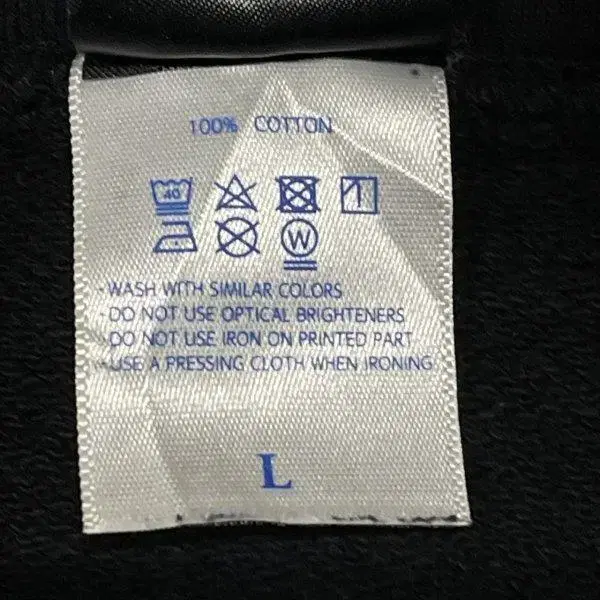 100% COTTON
40
W
-WASH WITH SIMILAR COLORS
-DO NOT USE OPTICAL BRIGHTENERS
-DO NOT USE IRON ON PRINTED PART
-USE A PRESSING CLOTH WHEN IRONING
L